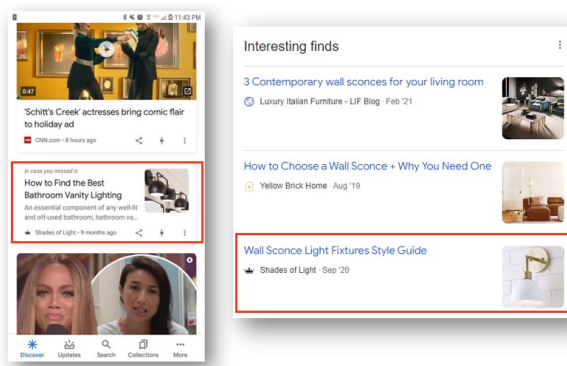 11:43 PM
0:47
'Schitt's Creek' actresses bring comic flair
to holiday ad
CNN.com • 8 hours ago
In case you missed it
How to Find the Best
Bathroom Vanity Lighting
An essential component of any well-lit
and oft-used bathroom, bathroom va...
Shades of Light • 9 months ago
Discover
Updates
Search
Collections
More
Interesting finds
3 Contemporary wall sconces for your living room
Luxury Italian Furniture - LIF Blog · Feb '21
How to Choose a Wall Sconce + Why You Need One
Yellow Brick Home · Aug '19
Wall Sconce Light Fixtures Style Guide
Shades of Light · Sep '20